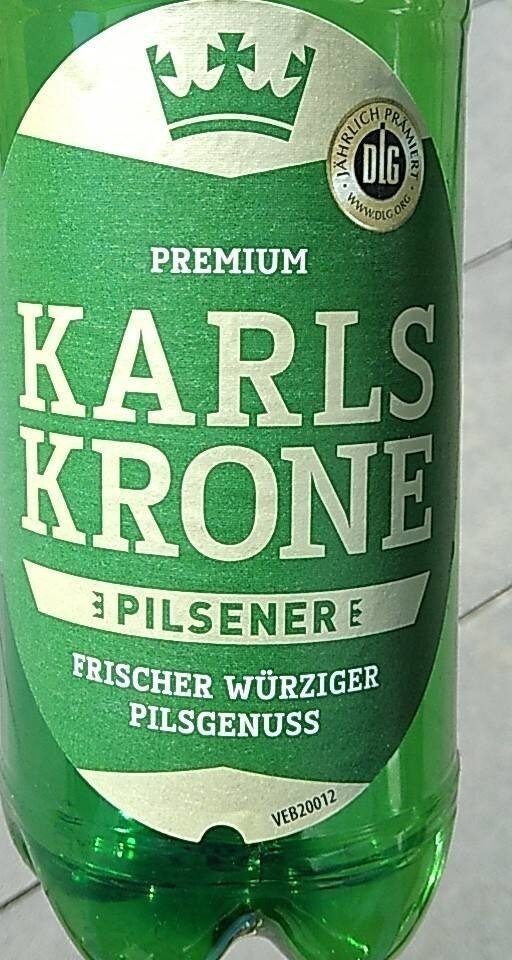 JÄHRLICH PRÄMIERT
DLG
WWW.DLG.ORG
PREMIUM
KARLS
KRONE
PILSENER
FRISCHER WÜRZIGER
PILSGENUSS
VEB20012